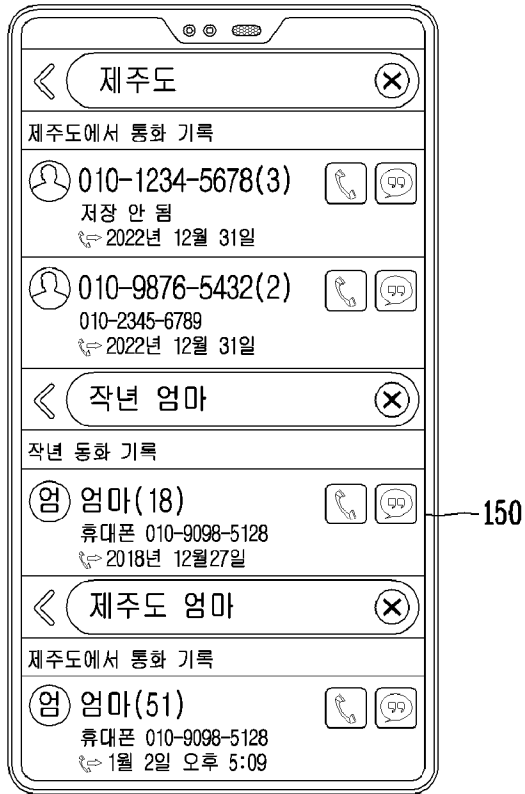 제주도
제주도에서 통화 기록
010-1234-5678(3)
저장 안 됨
2022년 12월 31일
010-9876-5432(2)
010-2345-6789
2022년 12월 31일
작년 엄마
작년 동화 기록
엄 엄마(18)
휴대폰 010-9098-5128
2018년 12월27일
150
제주도 엄마
제주도에서 통화 기록
엄 엄마(51)
휴대폰 010-9098-5128
1월 2일 오후 5:09